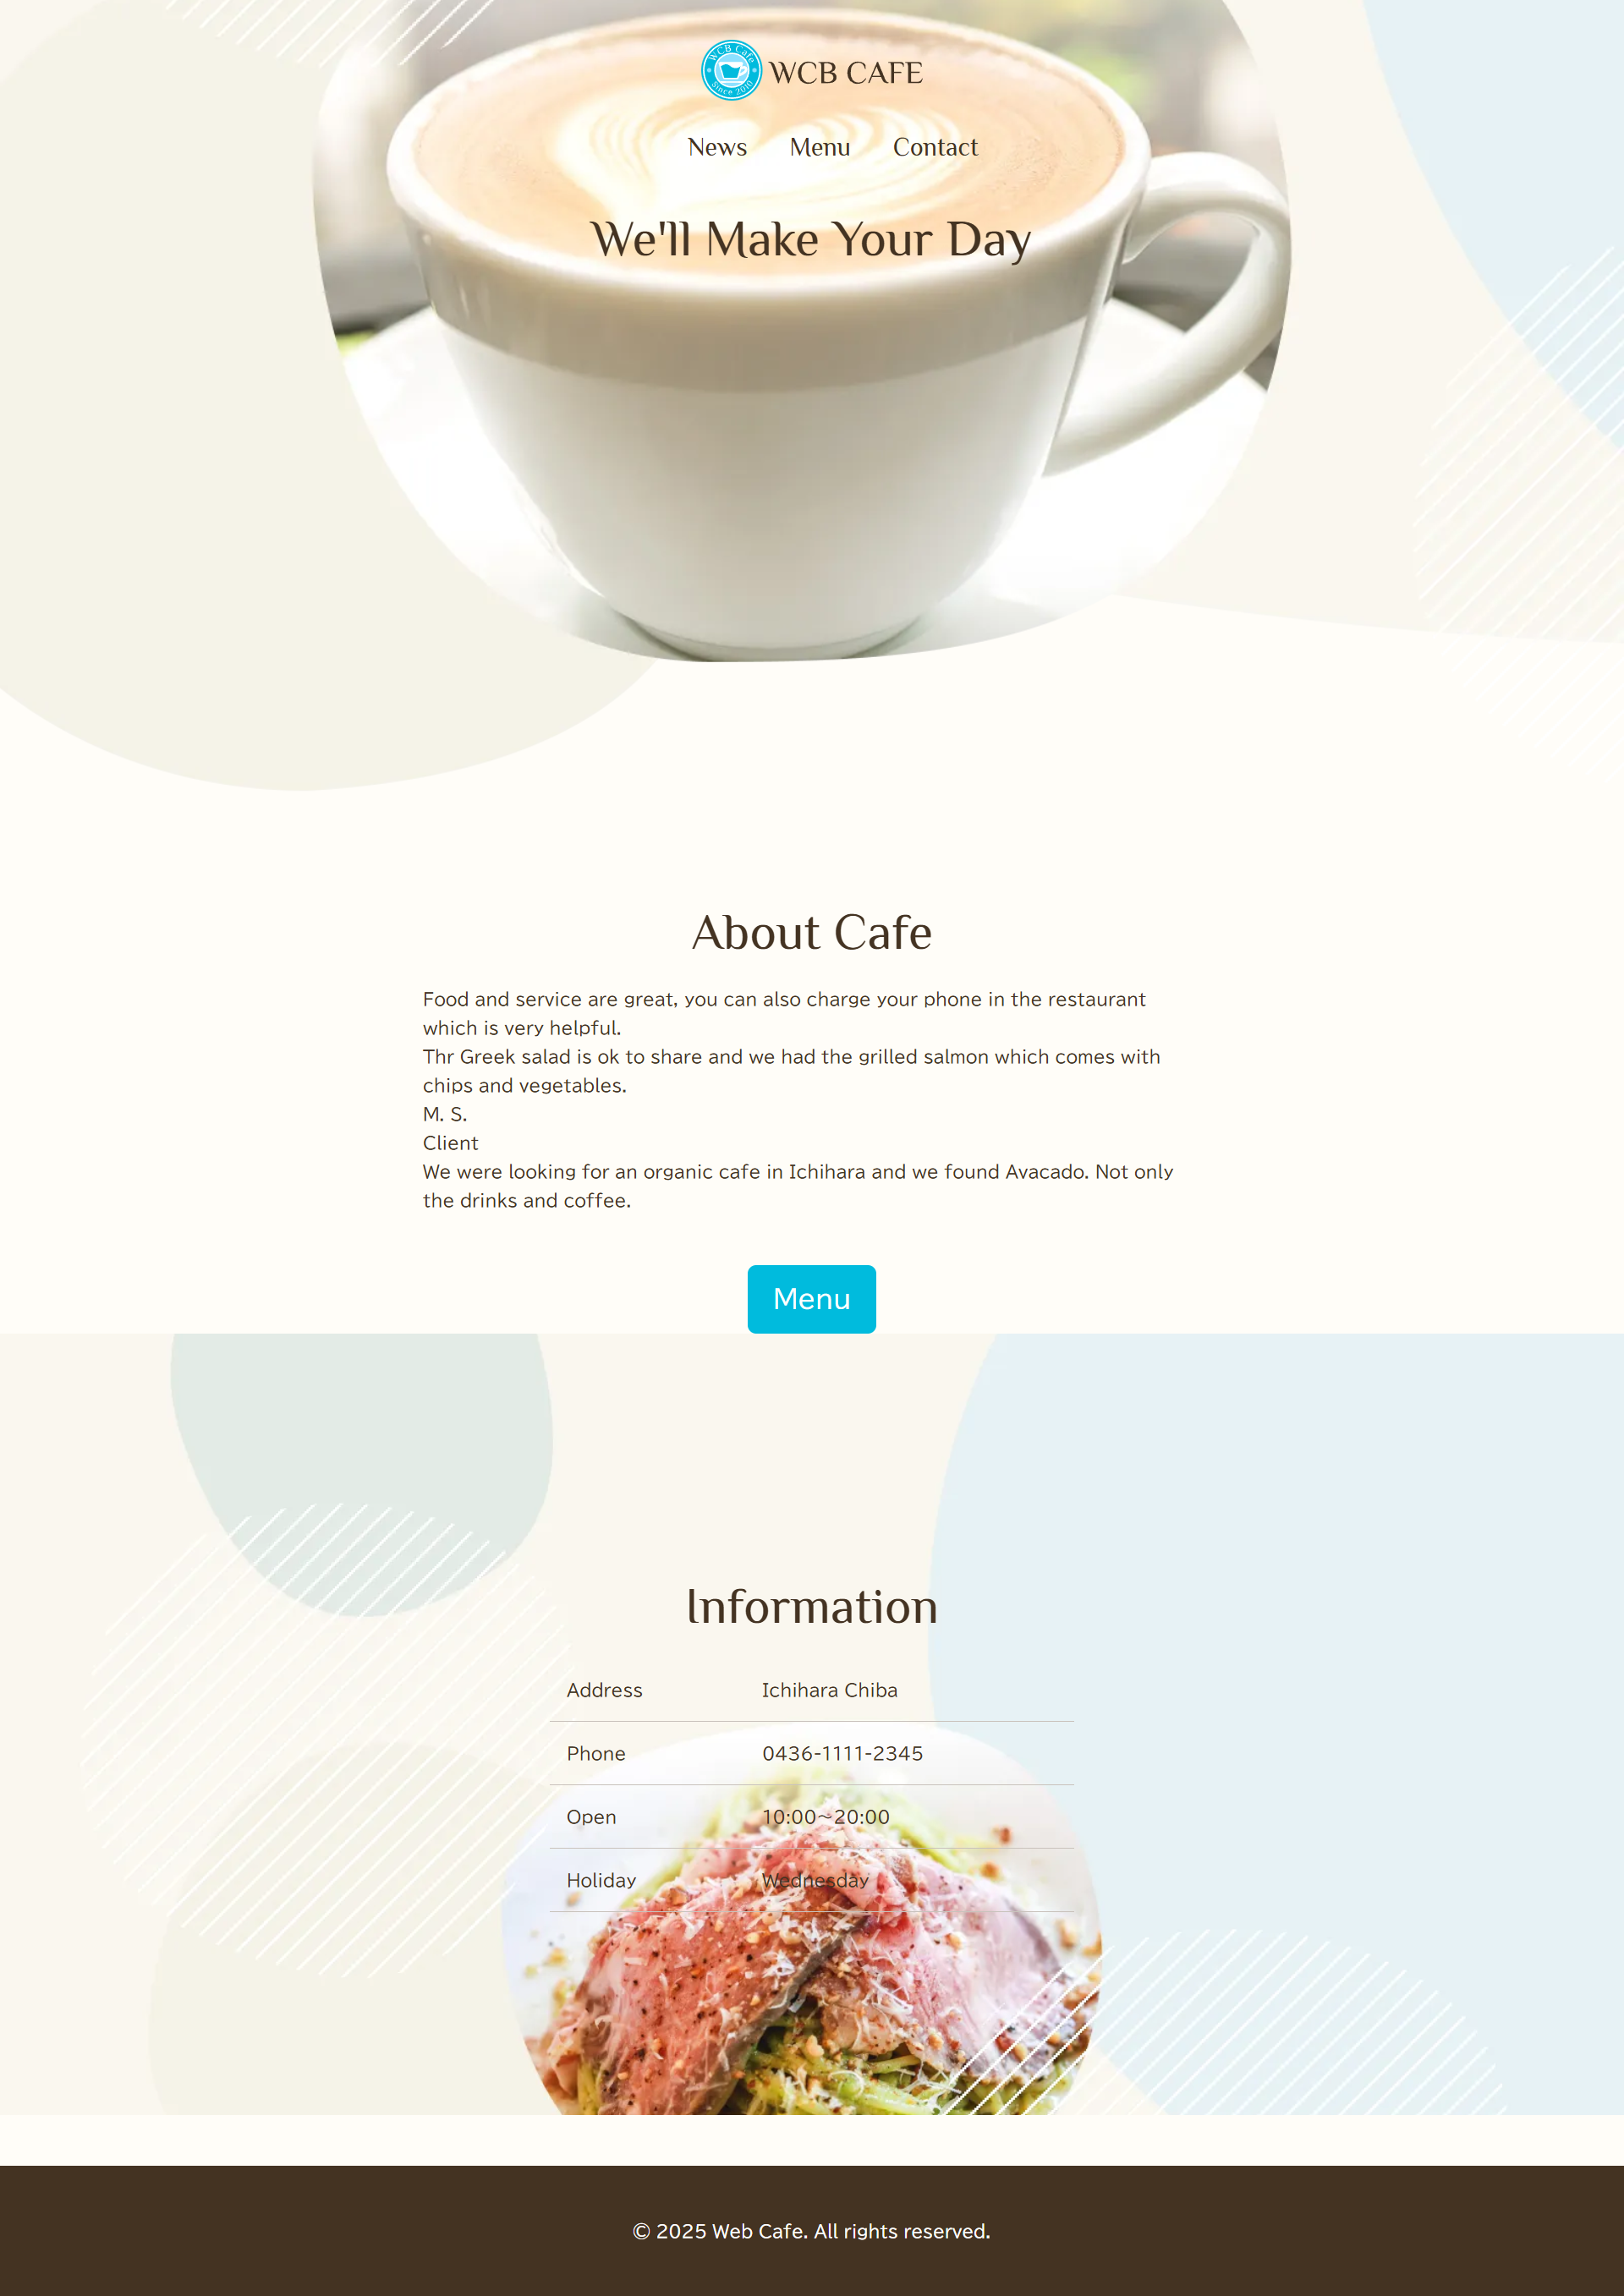 WCB Cafe
Since 2010
WCB CAFE
News Menu Contact
We'll Make Your Day
About Cafe
Food and service are great, you can also charge your phone in the restaurant
which is very helpful.
Thr Greek salad is ok to share and we had the grilled salmon which comes with
chips and vegetables.
M. S.
Client
We were looking for an organic cafe in Ichihara and we found Avacado. Not only
the drinks and coffee.
Menu
Information
Address Ichihara Chiba
Phone 0436-1111-2345
Open 10:00〜20:00
Holiday Wednesday
© 2025 Web Cafe. All rights reserved.